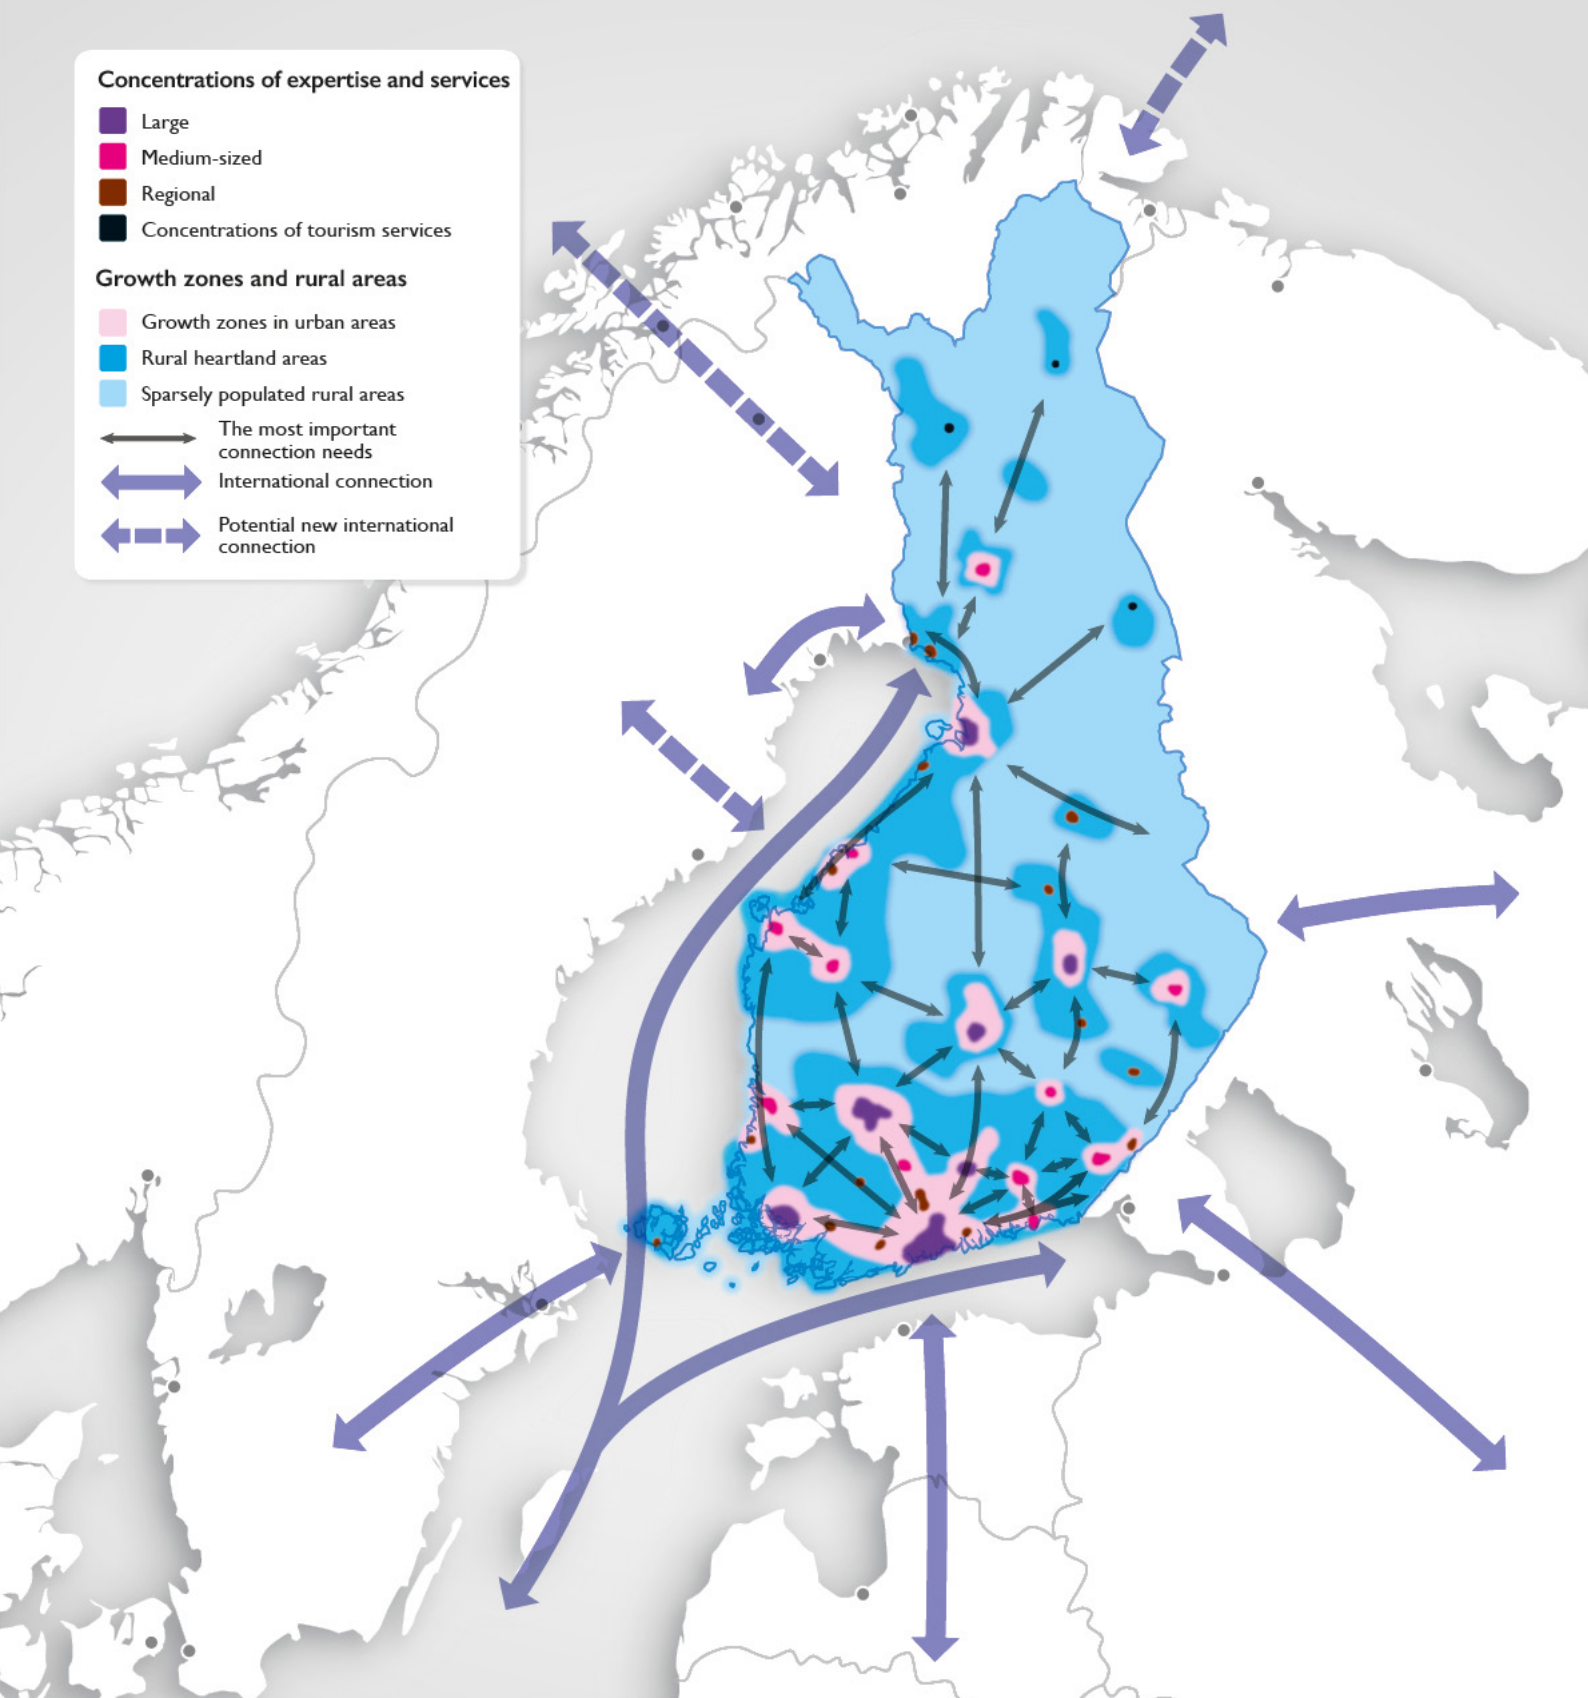 Concentrations of expertise and services
Large
Medium-sized
Regional
Concentrations of tourism services
Growth zones and rural areas
Growth zones in urban areas
Rural heartland areas
Sparsely populated rural areas
The most important
connection needs
International connection
Potential new international
connection